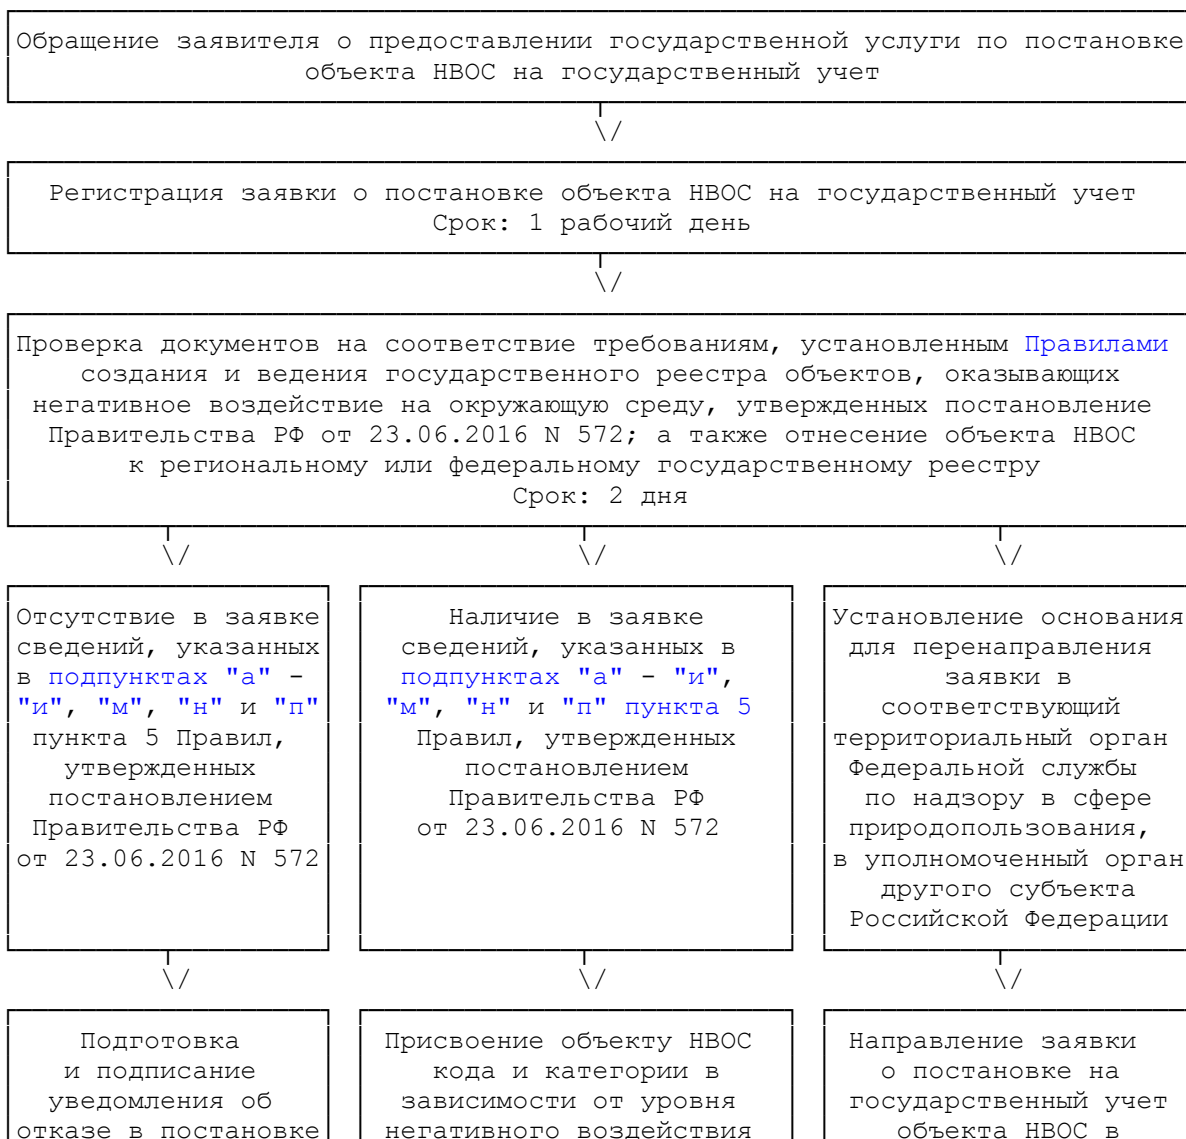 Обращение заявителя о предоставлении государственной услуги по постановке
объекта НВОС на государственный учет
\/
Регистрация заявки о постановке объекта НВОС на государственный учет
Срок: 1 рабочий день
\/
Проверка документов на соответствие требованиям, установленным Правилами
создания и ведения государственного реестра объектов, оказывающих
негативное воздействие на окружающую среду, утвержденных постановление
Правительства РФ от 23.06.2016 N 572; а также отнесение объекта НВОС
к региональному или федеральному государственному реестру
Срок: 2 дня
\/ \/ \/
Отсутствие в заявке
сведений, указанных
в подпунктах "а" -
"и", "м", "н" и "п"
пункта 5 Правил,
утвержденных
постановлением
Правительства РФ
от 23.06.2016 N 572
Наличие в заявке
сведений, указанных в
подпунктах "а" - "и",
"м", "н" и "п" пункта 5
Правил, утвержденных
постановлением
Правительства РФ
от 23.06.2016 N 572
Установление основания
для перенаправления
заявки в
соответствующий
территориальный орган
Федеральной службы
по надзору в сфере
природопользования,
в уполномоченный орган
другого субъекта
Российской Федерации
\/ \/ \/
Подготовка
и подписание
уведомления об
отказе в постановке
Присвоение объекту НВОС
кода и категории в
зависимости от уровня
негативного воздействия
Направление заявки
о постановке на
государственный учет
объекта НВОС в